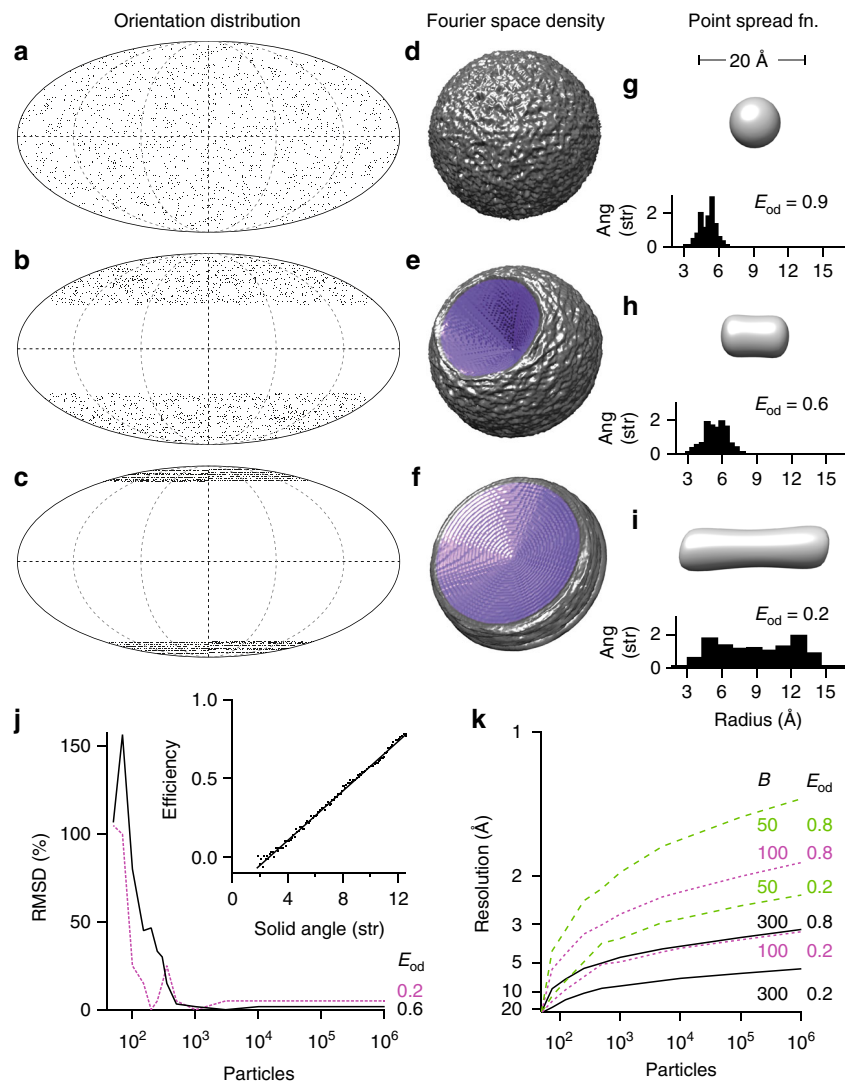 Orientation distribution
Fourier space density
Point spread fn.
a
d
20 Å
g
Ang (str)
2
0
E_od = 0.9
3 6 9 12 15
b
e
h
Ang (str)
2
0
E_od = 0.6
3 6 9 12 15
c
f
i
Ang (str)
2
0
E_od = 0.2
3 6 9 12 15
Radius (Å)
j
RMSD (%)
150
100
50
0
10^2 10^3 10^4 10^5 10^6
Particles
Efficiency
1.0
0.5
0.0
0 4 8 12
Solid angle (str)
E_od
0.2
0.6
k
Resolution (Å)
1
2
3
5
10
20
10^2 10^3 10^4 10^5 10^6
Particles
B E_od
50 0.8
100 0.8
50 0.2
300 0.8
100 0.2
300 0.2